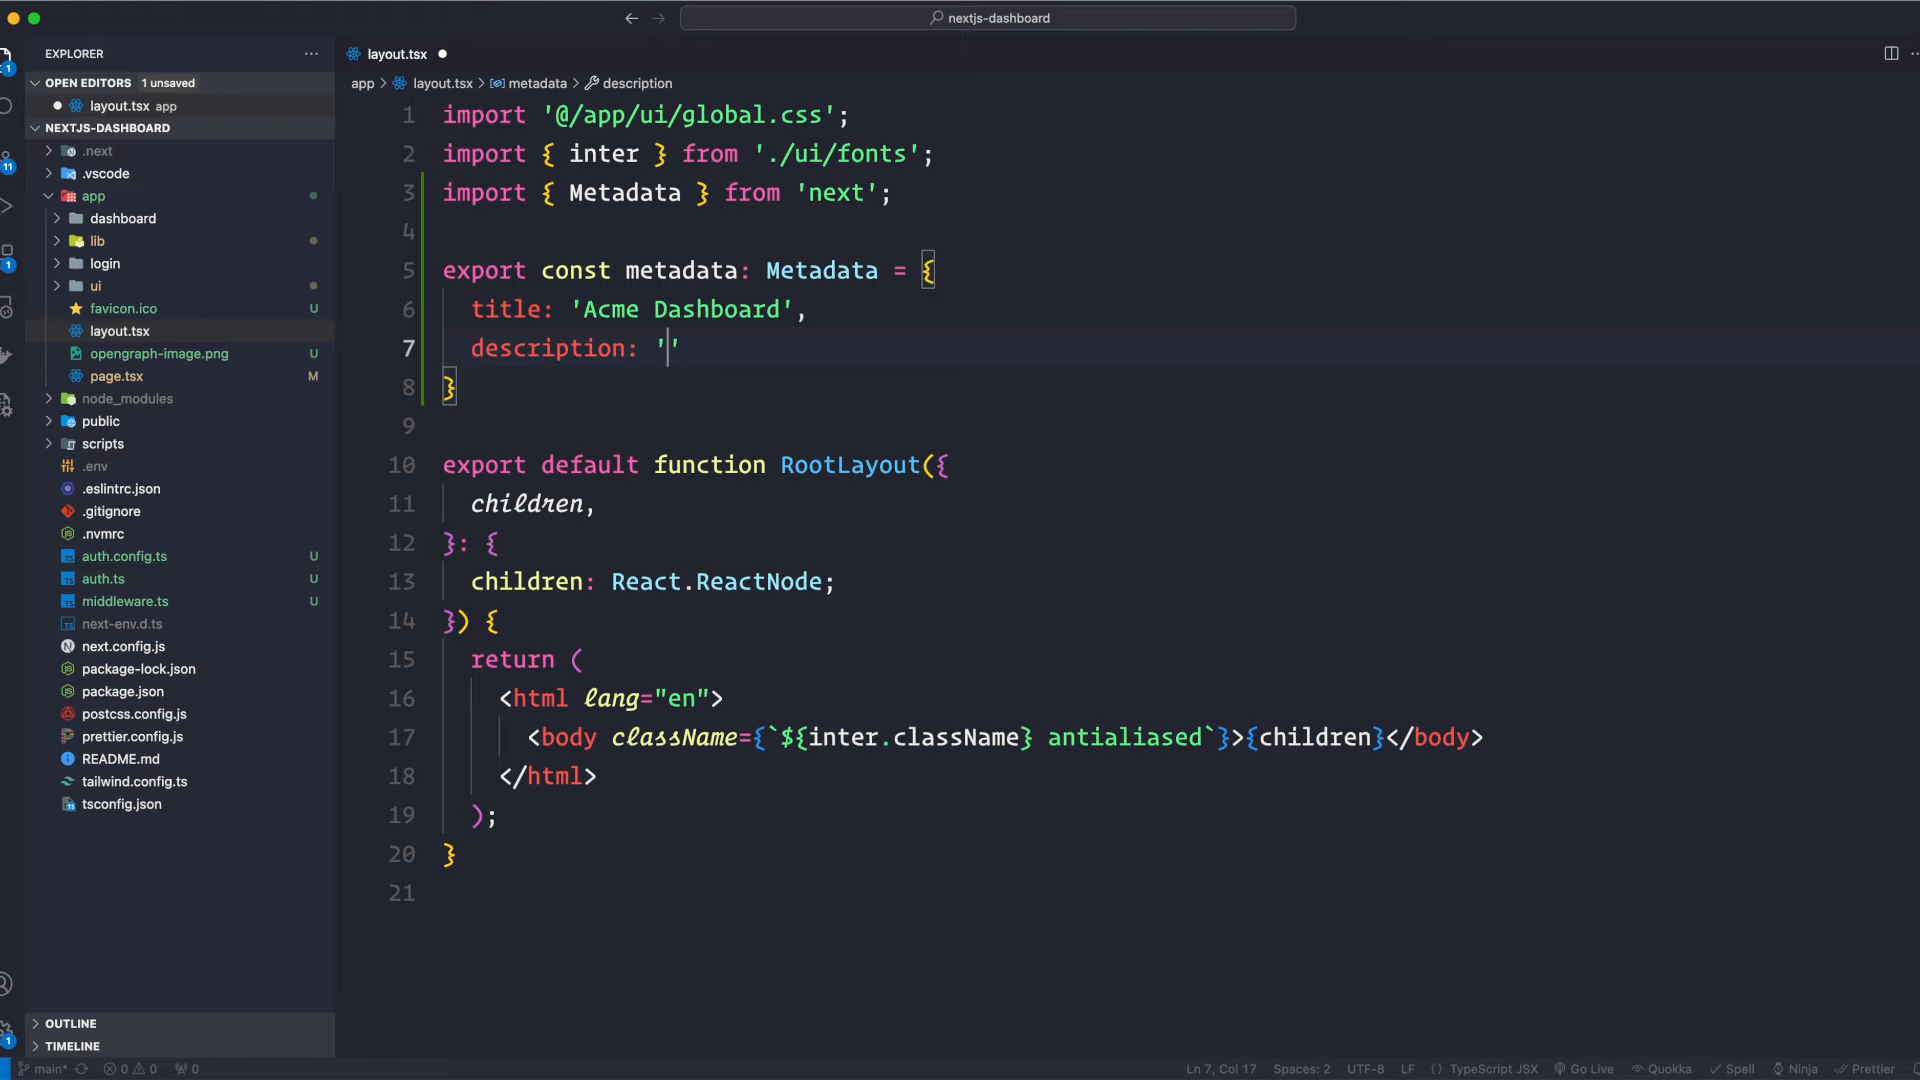 nextjs-dashboard
EXPLORER
layout.tsx
OPEN EDITORS 1 unsaved
app > layout.tsx > metadata > description
layout.tsx app
NEXTJS-DASHBOARD
.next
.vscode
app
dashboard
lib
login
ui
favicon.ico U
layout.tsx
opengraph-image.png U
page.tsx M
node_modules
public
scripts
.env
.eslintrc.json
.gitignore
.nvmrc
auth.config.ts U
auth.ts U
middleware.ts U
next-env.d.ts
next.config.js
package-lock.json
package.json
postcss.config.js
prettier.config.js
README.md
tailwind.config.ts
tsconfig.json
OUTLINE
TIMELINE
1
11
1
1
1 import '@/app/ui/global.css';
2 import { inter } from './ui/fonts';
3 import { Metadata } from 'next';
4
5 export const metadata: Metadata = {
6 title: 'Acme Dashboard',
7 description: ''
8 }
9
10 export default function RootLayout({
11 children,
12 }: {
13 children: React.ReactNode;
14 }) {
15 return (
16 <html lang="en">
17 <body className={`${inter.className} antialiased`}>{children}</body>
18 </html>
19 );
20 }
21
main* 0 0 0 Ln 7, Col 17 Spaces: 2 UTF-8 LF {} TypeScript JSX Go Live Quokka Spell Ninja Prettier